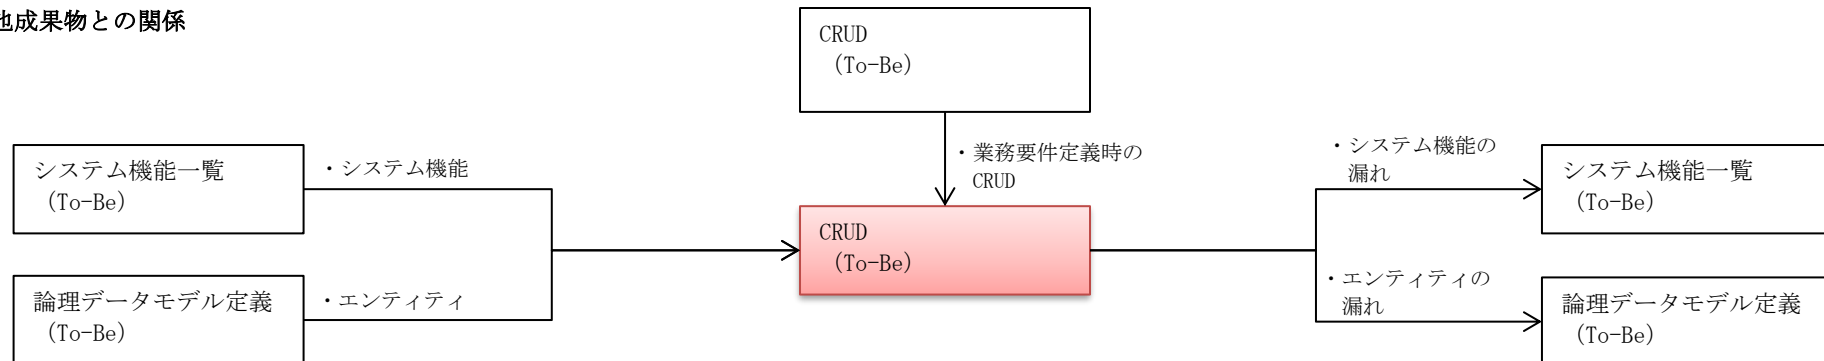 他成果物との関係
CRUD
（To-Be）
・業務要件定義時の
CRUD
システム機能一覧
（To-Be）
・システム機能
論理データモデル定義
（To-Be）
・エンティティ
CRUD
（To-Be）
・システム機能の
漏れ
システム機能一覧
（To-Be）
・エンティティの
漏れ
論理データモデル定義
（To-Be）